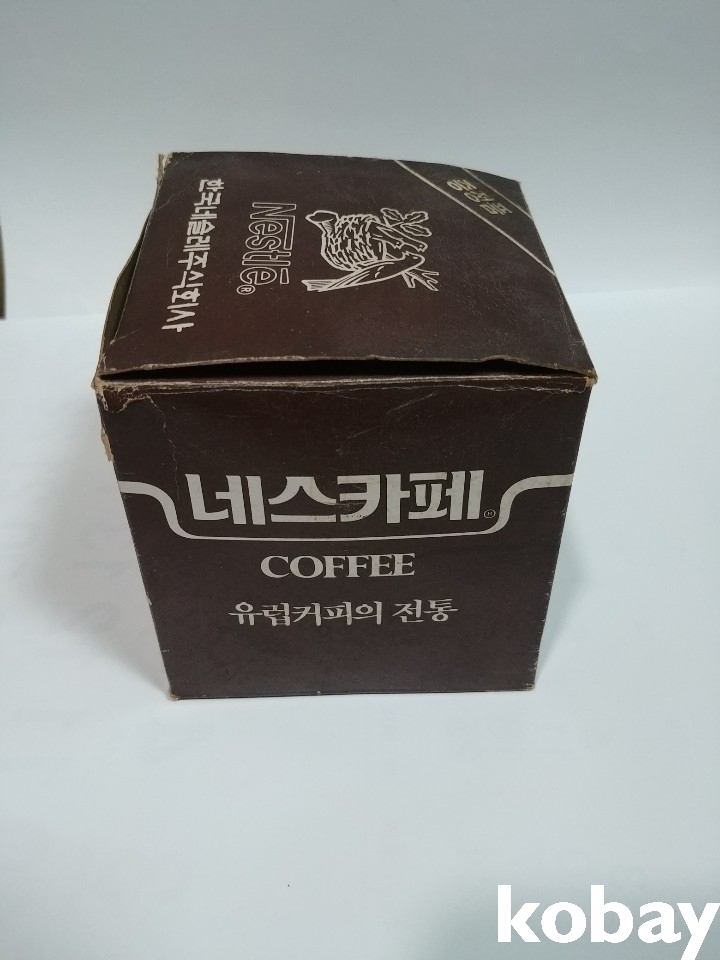 증정품
Nestlē®
한국네슬레주식회사
네스카페®
COFFEE
유럽커피의 전통
kobay